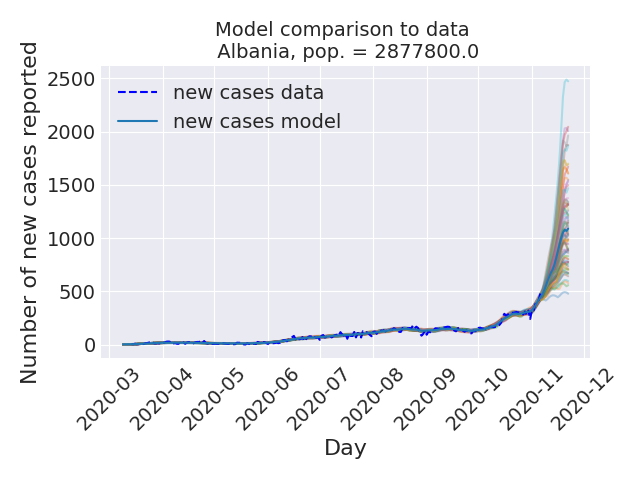 Model comparison to data
Albania, pop. = 2877800.0
Number of new cases reported
2500
2000
1500
1000
500
0
new cases data
new cases model
2020-03
2020-04
2020-05
2020-06
2020-07
2020-08
2020-09
2020-10
2020-11
2020-12
Day